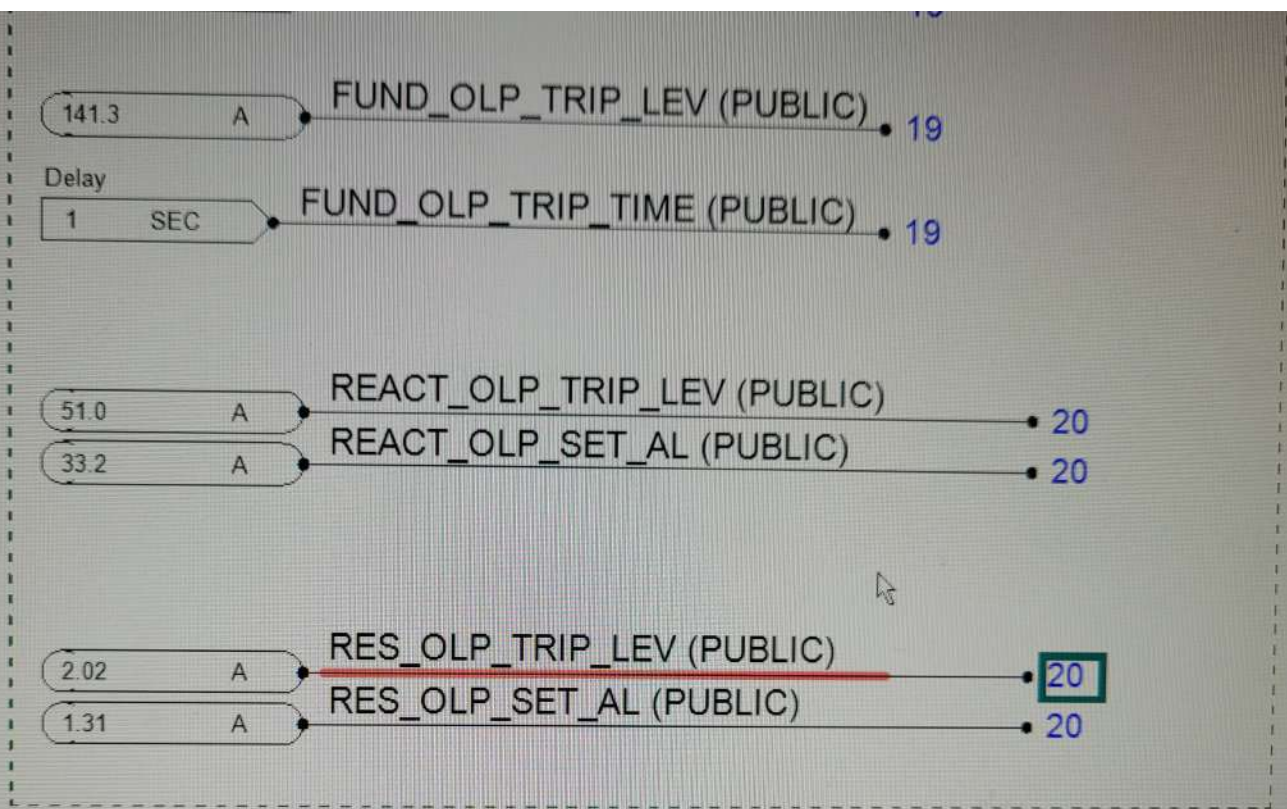 FUND_OLP_TRIP_LEV (PUBLIC)
141.3 A 19
Delay
FUND_OLP_TRIP_TIME (PUBLIC)
1 SEC 19
REACT_OLP_TRIP_LEV (PUBLIC)
51.0 A 20
REACT_OLP_SET_AL (PUBLIC)
33.2 A 20
RES_OLP_TRIP_LEV (PUBLIC)
2.02 A 20
RES_OLP_SET_AL (PUBLIC)
1.31 A 20